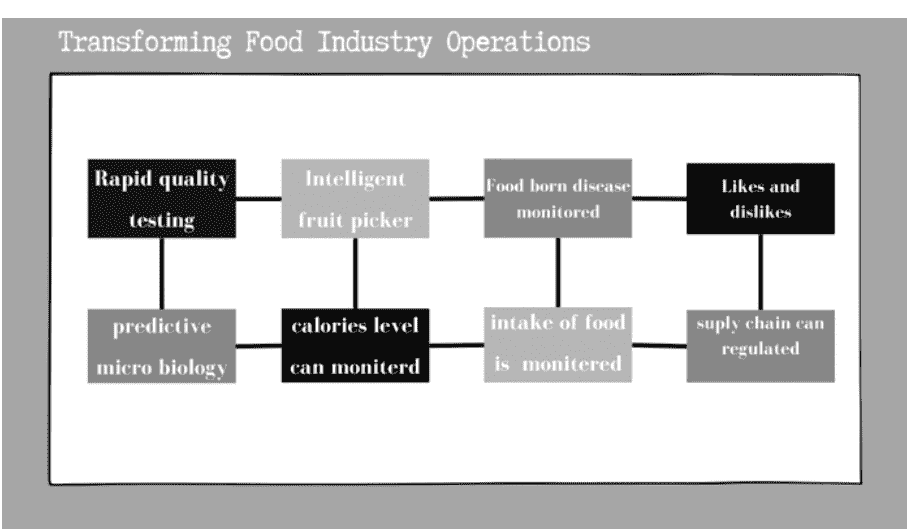 Transforming Food Industry Operations
Rapid quality
testing
Intelligent
fruit picker
Food born disease
monitored
Likes and
dislikes
predictive
micro biology
calories level
can moniterd
intake of food
is monitered
suply chain can
regulated